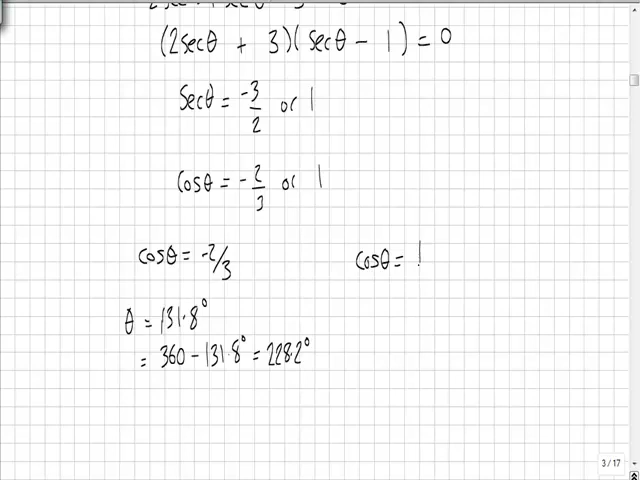 (2secθ + 3)(secθ - 1) = 0
secθ = -3/2 or 1
cosθ = -2/3 or 1
cosθ = -2/3 cosθ = 1
θ = 131.8°
= 360 - 131.8° = 228.2°
3 / 17